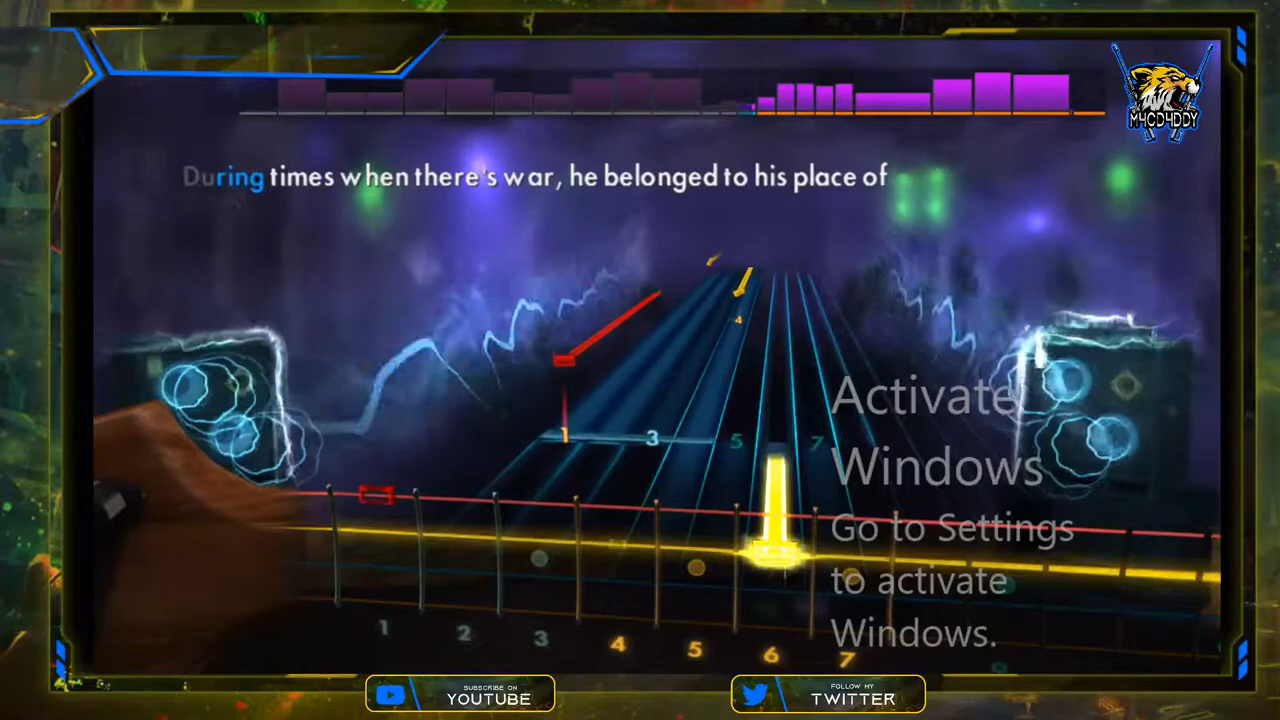 M4CD4DDY
During times when there's war, he belonged to his place of
4
1 3 5 7
Activate
Windows
Go to Settings
to activate
Windows.
1 2 3 4 5 6 7
SUBSCRIBE ON
YOUTUBE
FOLLOW MY
TWITTER